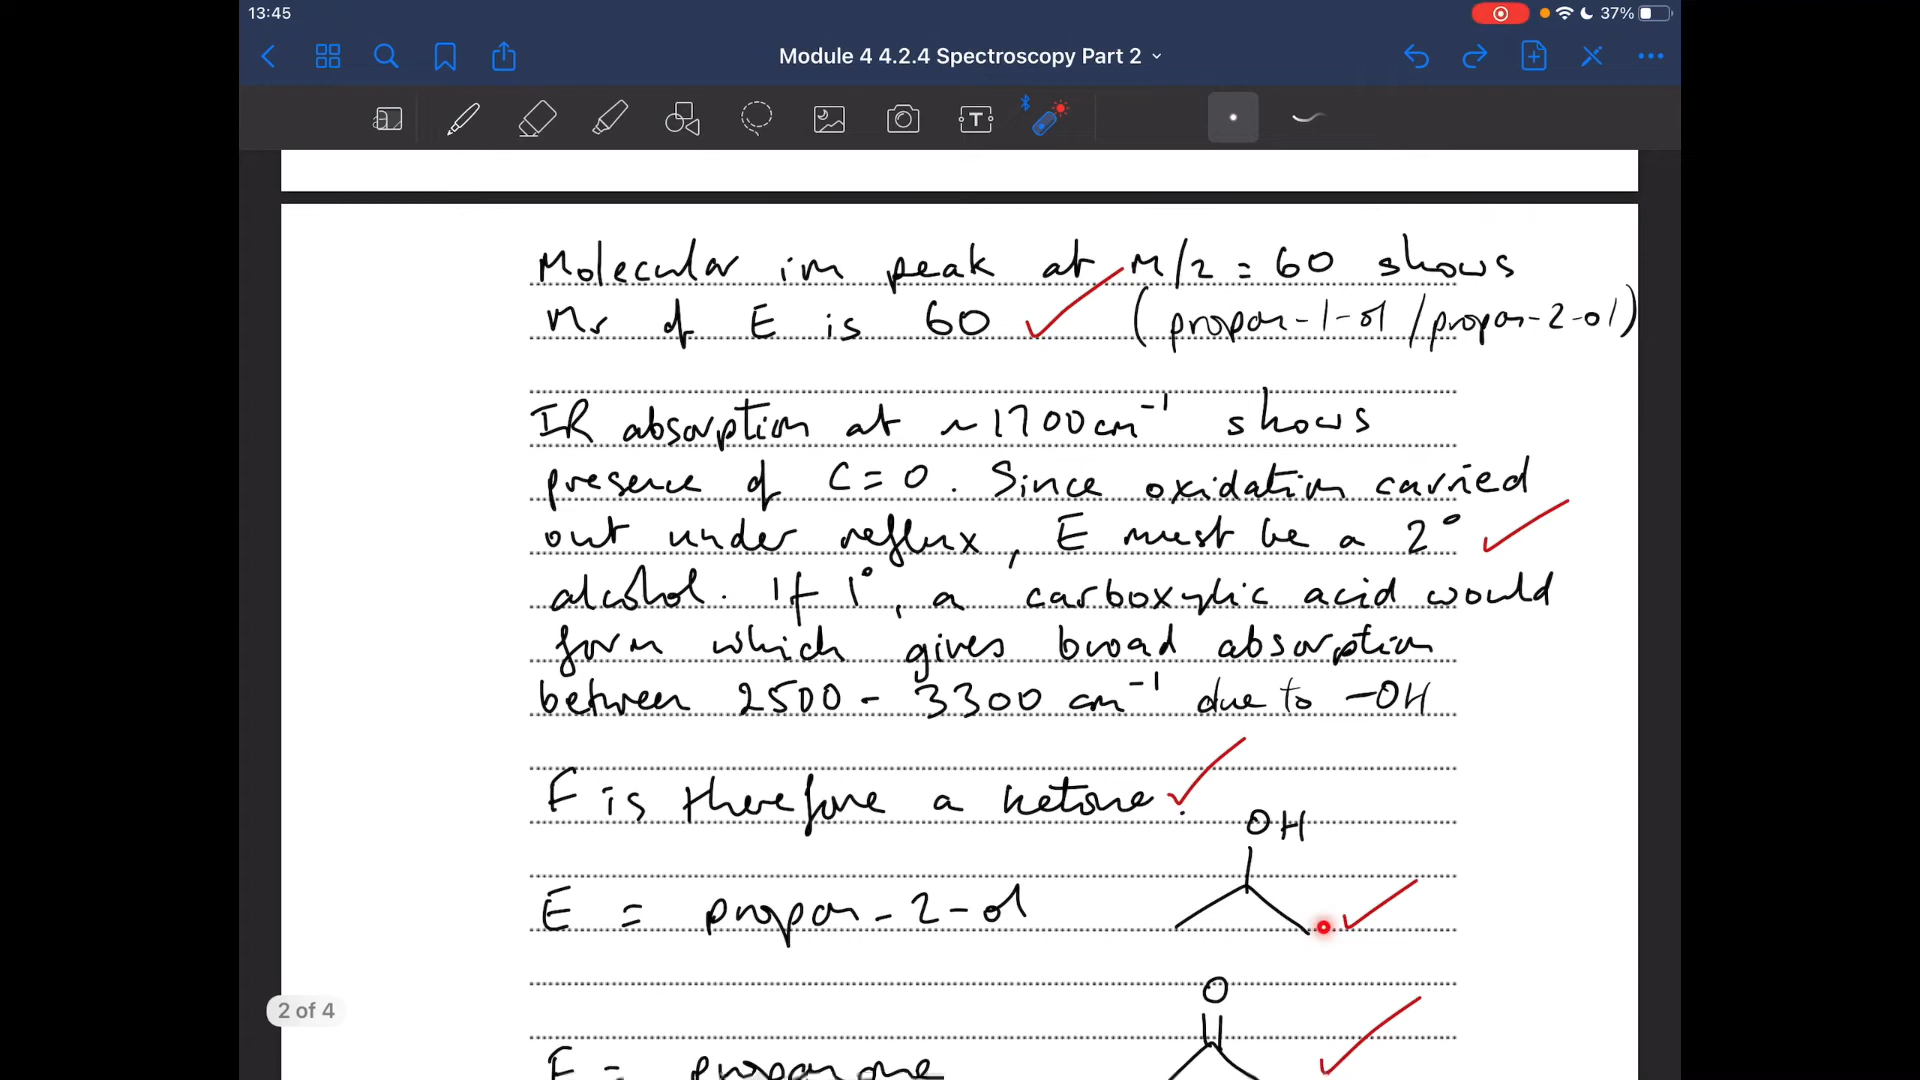 13:45
37%
Module 4 4.2.4 Spectroscopy Part 2
T
Molecular ion peak at M/z = 60 shows
Mr of E is 60 (propan-1-ol / propan-2-ol)
IR absorption at ~1700cm⁻¹ shows
presence of C=O. Since oxidation carried
out under reflux, E must be a 2°
alcohol. If 1°, a carboxylic acid would
form which gives broad absorption
between 2500 - 3300 cm⁻¹ due to -OH
F is therefore a ketone.
OH
E = propan-2-ol
O
F = propanone
2 of 4